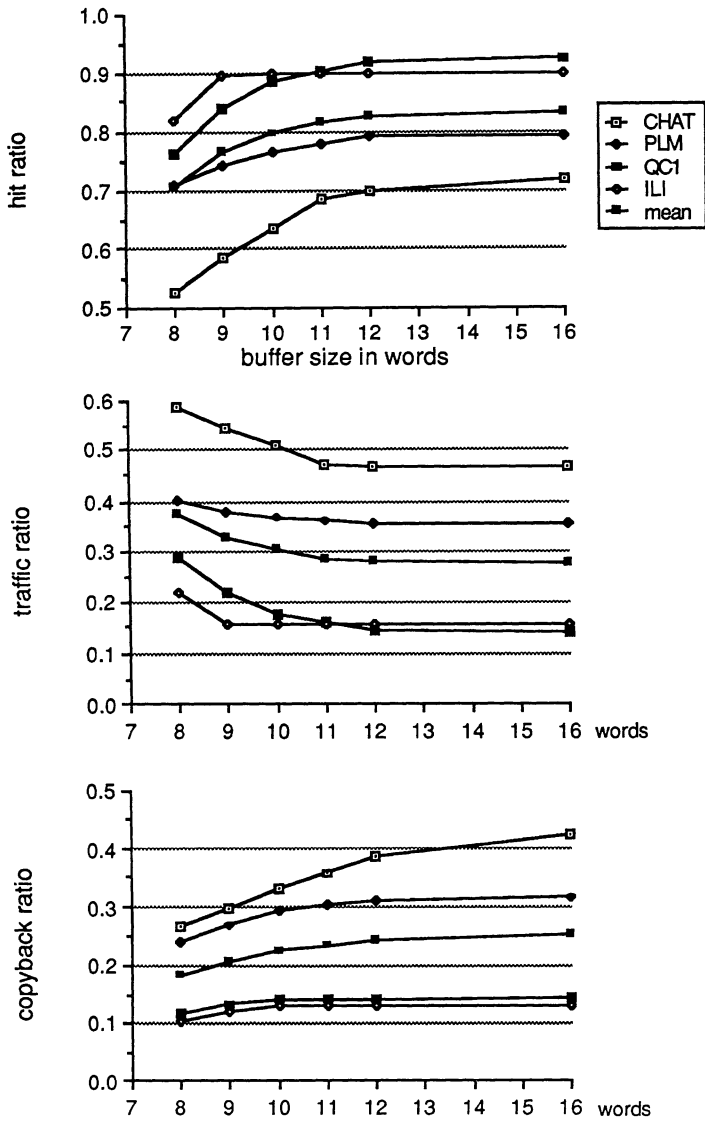 1.0
0.9
0.8
0.7
0.6
0.5
hit ratio
7 8 9 10 11 12 13 14 15 16
buffer size in words
CHAT
PLM
QC1
ILI
mean
0.6
0.5
0.4
0.3
0.2
0.1
0.0
traffic ratio
7 8 9 10 11 12 13 14 15 16 words
0.5
0.4
0.3
0.2
0.1
0.0
copyback ratio
7 8 9 10 11 12 13 14 15 16 words